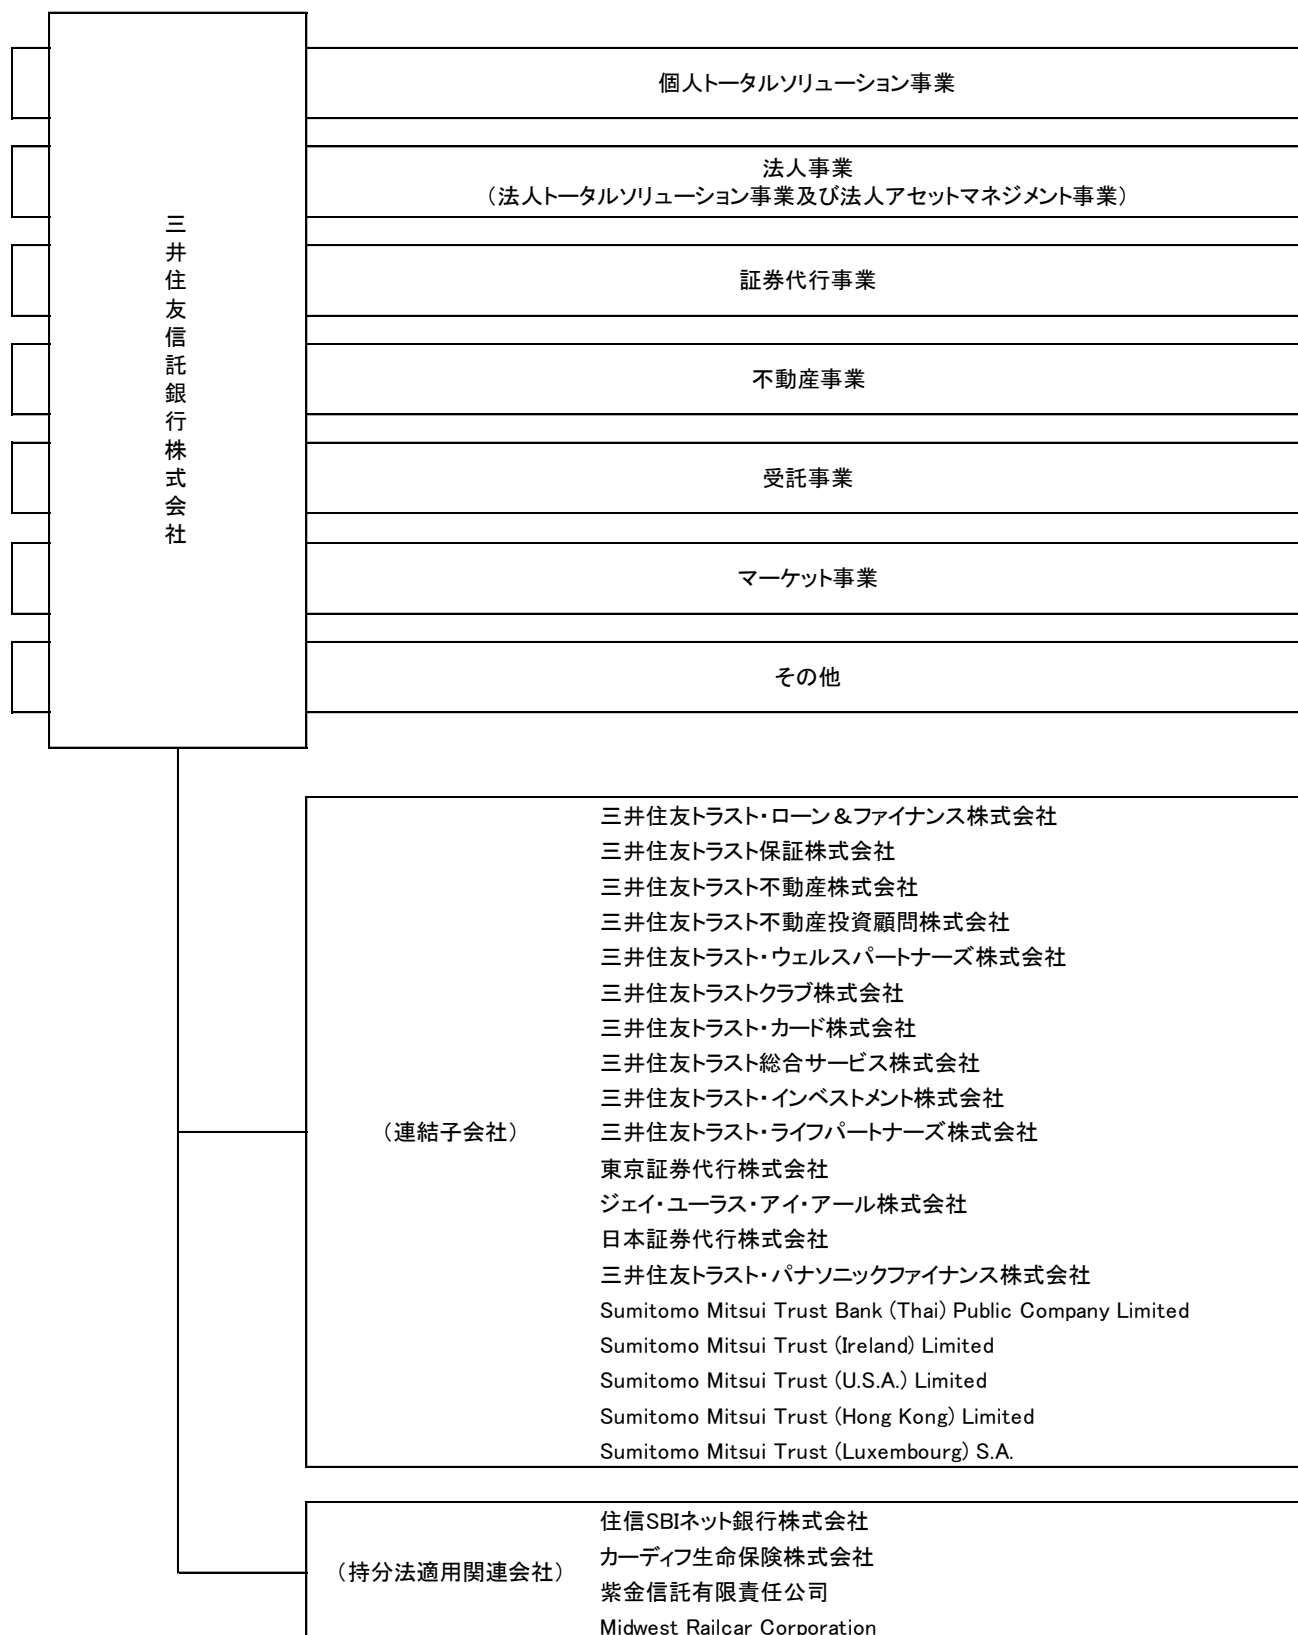 三井住友信託銀行株式会社
個人トータルソリューション事業
法人事業
（法人トータルソリューション事業及び法人アセットマネジメント事業）
証券代行事業
不動産事業
受託事業
マーケット事業
その他
（連結子会社）
三井住友トラスト・ローン＆ファイナンス株式会社
三井住友トラスト保証株式会社
三井住友トラスト不動産株式会社
三井住友トラスト不動産投資顧問株式会社
三井住友トラスト・ウェルスパートナーズ株式会社
三井住友トラストクラブ株式会社
三井住友トラスト・カード株式会社
三井住友トラスト総合サービス株式会社
三井住友トラスト・インベストメント株式会社
三井住友トラスト・ライフパートナーズ株式会社
東京証券代行株式会社
ジェイ・ユーラス・アイ・アール株式会社
日本証券代行株式会社
三井住友トラスト・パナソニックファイナンス株式会社
Sumitomo Mitsui Trust Bank (Thai) Public Company Limited
Sumitomo Mitsui Trust (Ireland) Limited
Sumitomo Mitsui Trust (U.S.A.) Limited
Sumitomo Mitsui Trust (Hong Kong) Limited
Sumitomo Mitsui Trust (Luxembourg) S.A.
（持分法適用関連会社）
住信SBIネット銀行株式会社
カーディフ生命保険株式会社
紫金信託有限責任公司
Midwest Railcar Corporation